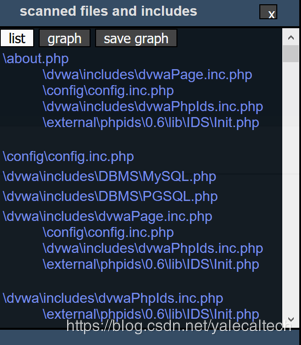 scanned files and includes
x
list graph save graph
\about.php
\dvwa\includes\dvwaPage.inc.php
\config\config.inc.php
\dvwa\includes\dvwaPhpIds.inc.php
\external\phpids\0.6\lib\IDS\Init.php
\config\config.inc.php
\dvwa\includes\DBMS\MySQL.php
\dvwa\includes\DBMS\PGSQL.php
\dvwa\includes\dvwaPage.inc.php
\config\config.inc.php
\dvwa\includes\dvwaPhpIds.inc.php
\external\phpids\0.6\lib\IDS\Init.php
\dvwa\includes\dvwaPhpIds.inc.php
\external\phpids\0.6\lib\IDS\Init.php
https://blog.csdn.net/yalecaltech